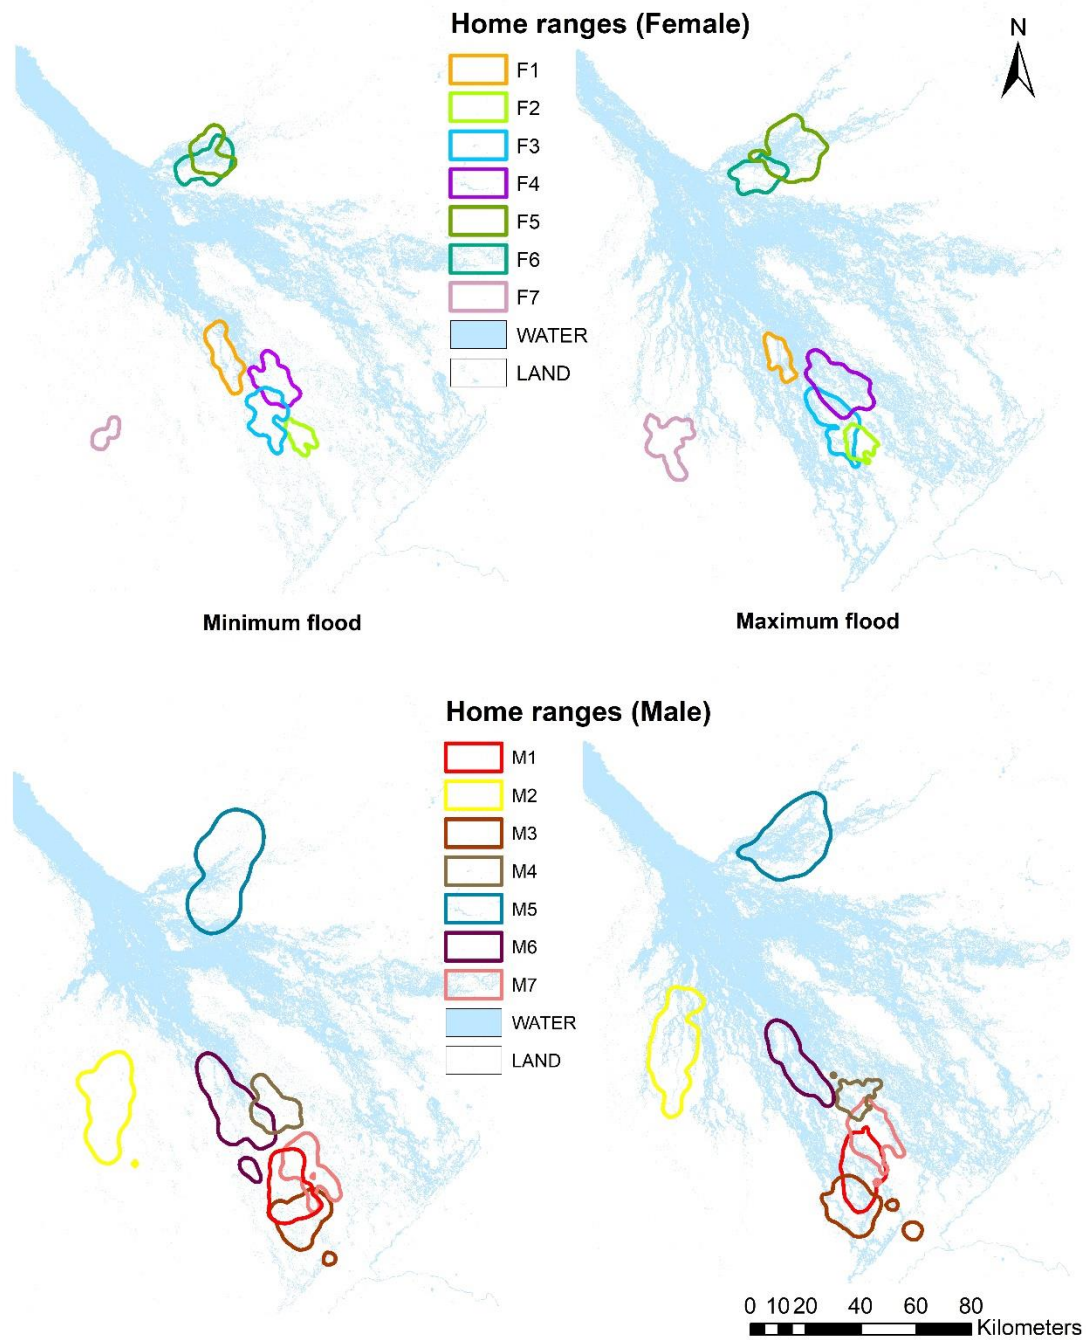 Home ranges (Female)
N
F1
F2
F3
F4
F5
F6
F7
WATER
LAND
Minimum flood
Maximum flood
Home ranges (Male)
M1
M2
M3
M4
M5
M6
M7
WATER
LAND
0 10 20 40 60 80
Kilometers